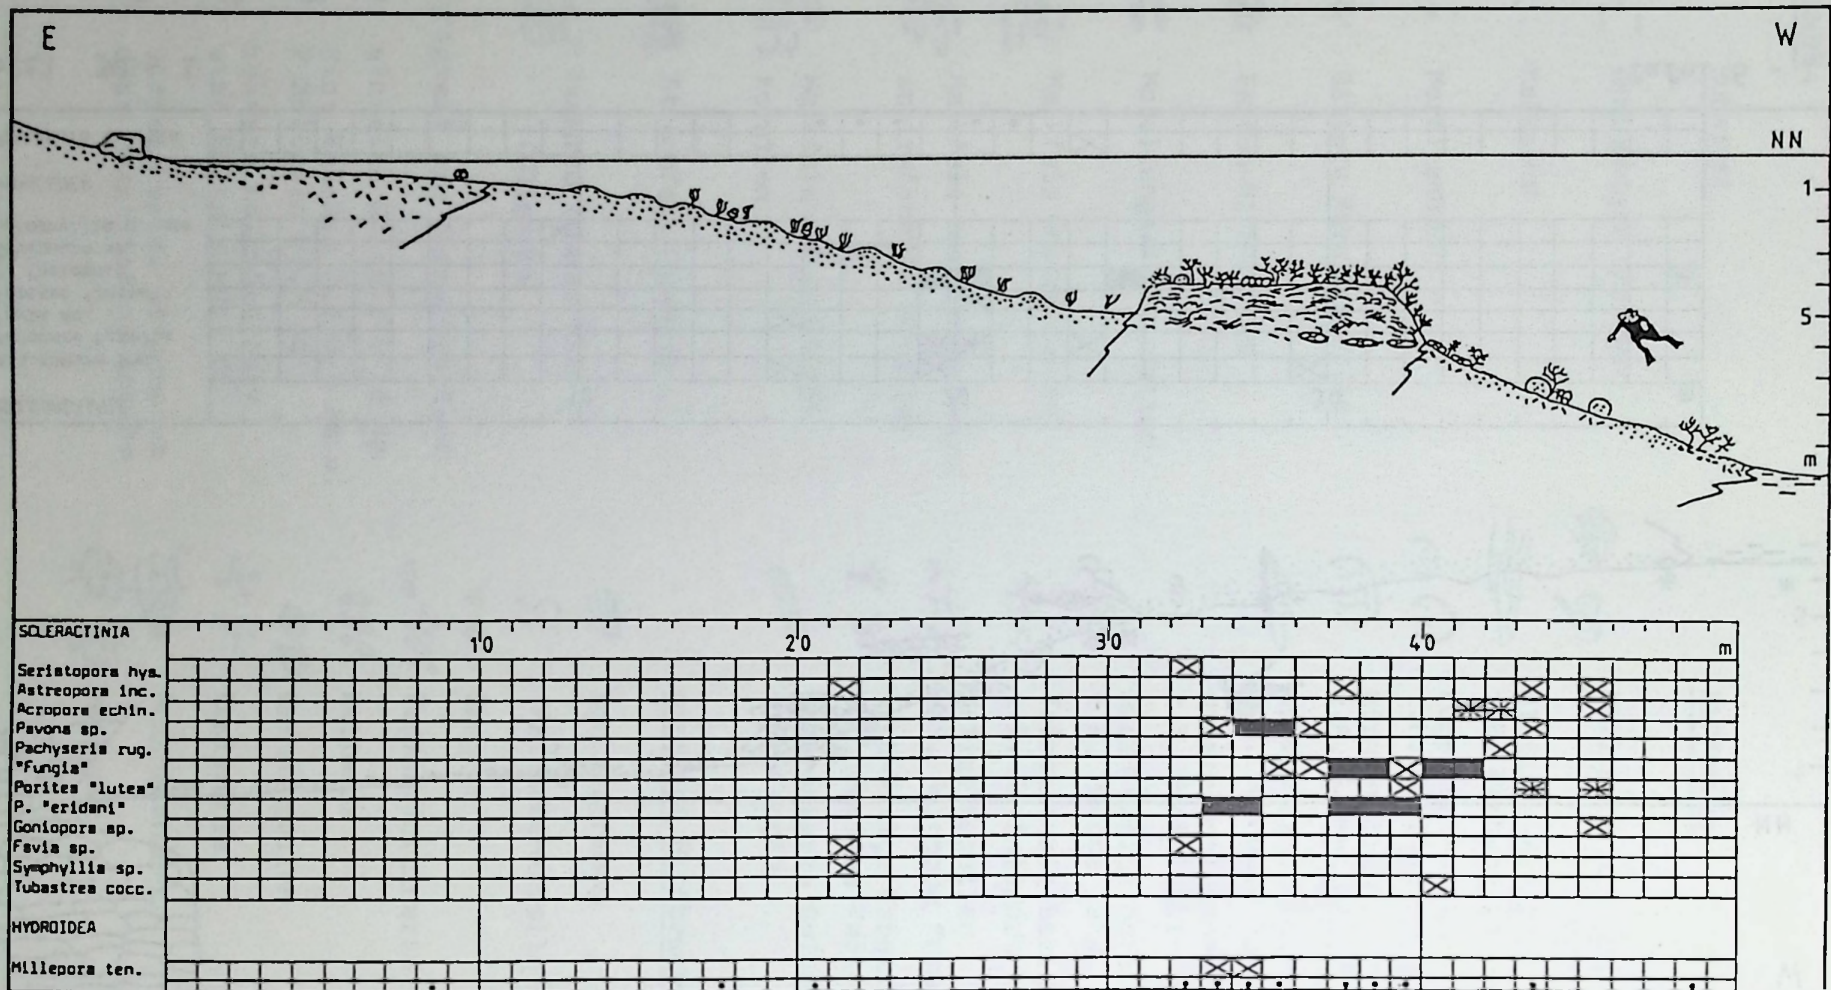 E W
NN
1
5
m
SCLERACTINIA 10 20 30 40 m
Seriatopora hys.
Astreopora inc.
Acropora echin.
Pavona sp.
Pachyseris rug.
"Fungia"
Porites "lutea"
P. "eridani"
Goniopora sp.
Favia sp.
Symphyllia sp.
Tubastrea cocc.
HYDROIDEA
Millepora ten.